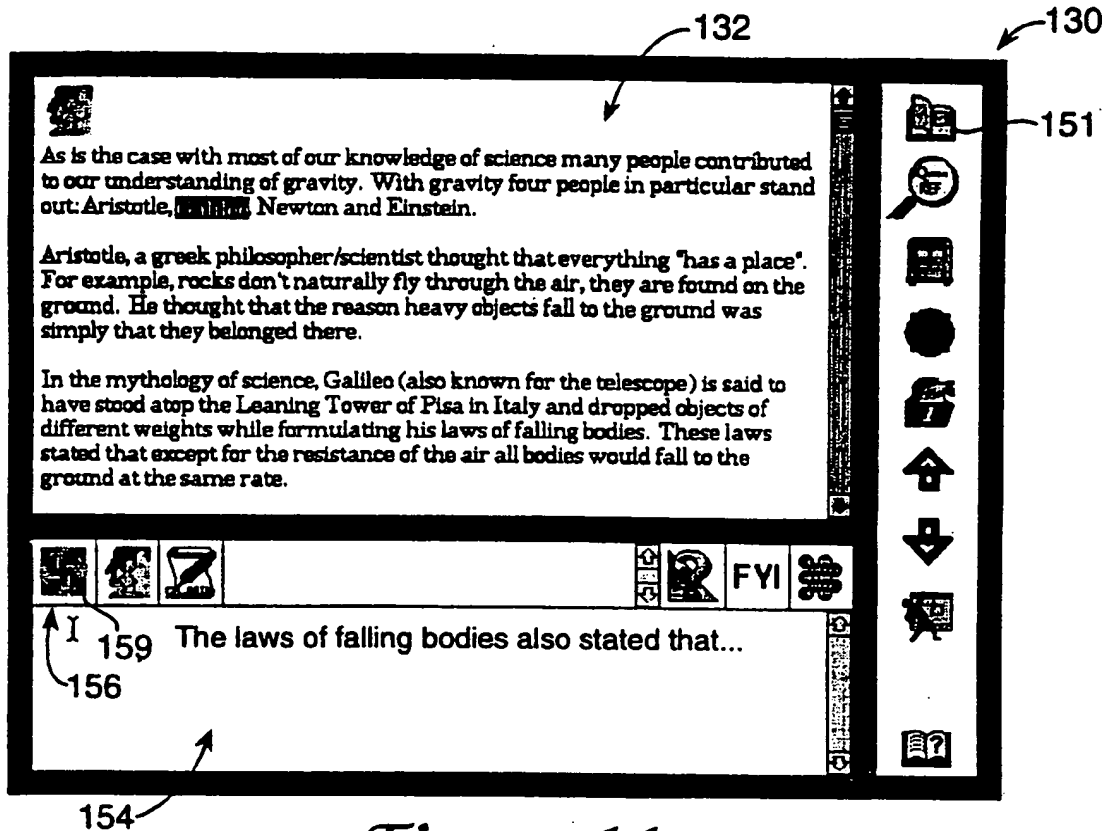 132
130
151
As is the case with most of our knowledge of science many people contributed
to our understanding of gravity. With gravity four people in particular stand
out: Aristotle, Newton and Einstein.
REF
Aristotle, a greek philosopher/scientist thought that everything "has a place".
For example, rocks don't naturally fly through the air, they are found on the
ground. He thought that the reason heavy objects fall to the ground was
simply that they belonged there.
In the mythology of science, Galileo (also known for the telescope) is said to
have stood atop the Leaning Tower of Pisa in Italy and dropped objects of
different weights while formulating his laws of falling bodies. These laws
stated that except for the resistance of the air all bodies would fall to the
ground at the same rate.
R FYI
159 The laws of falling bodies also stated that...
156
?
154